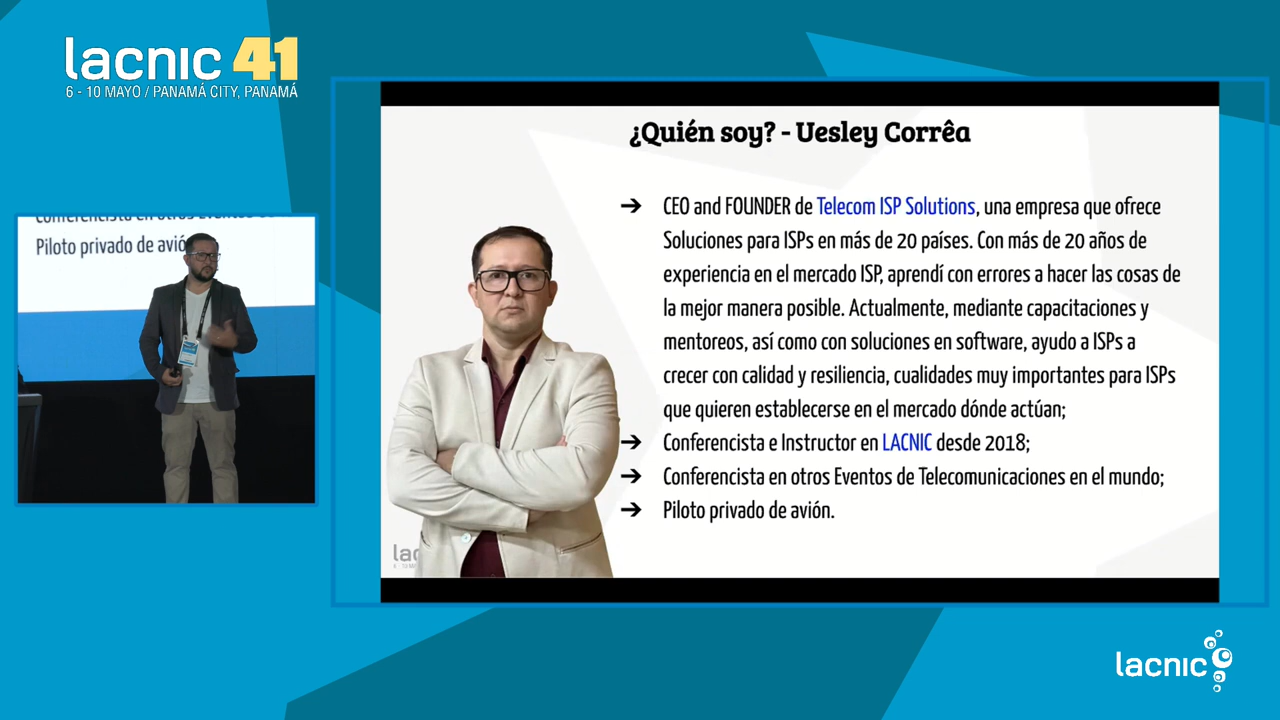 lacnic 41
6 - 10 MAYO / PANAMÁ CITY, PANAMÁ
¿Quién soy? - Uesley Corrêa
➔ CEO and FOUNDER de Telecom ISP Solutions, una empresa que ofrece
Soluciones para ISPs en más de 20 países. Con más de 20 años de
experiencia en el mercado ISP, aprendí con errores a hacer las cosas de
la mejor manera posible. Actualmente, mediante capacitaciones y
mentoreos, así como con soluciones en software, ayudo a ISPs a
crecer con calidad y resiliencia, cualidades muy importantes para ISPs
que quieren establecerse en el mercado dónde actúan;
➔ Conferencista e Instructor en LACNIC desde 2018;
➔ Conferencista en otros Eventos de Telecomunicaciones en el mundo;
➔ Piloto privado de avión.
Conferencista en otros Eventos de
Piloto privado de avión
lacnic